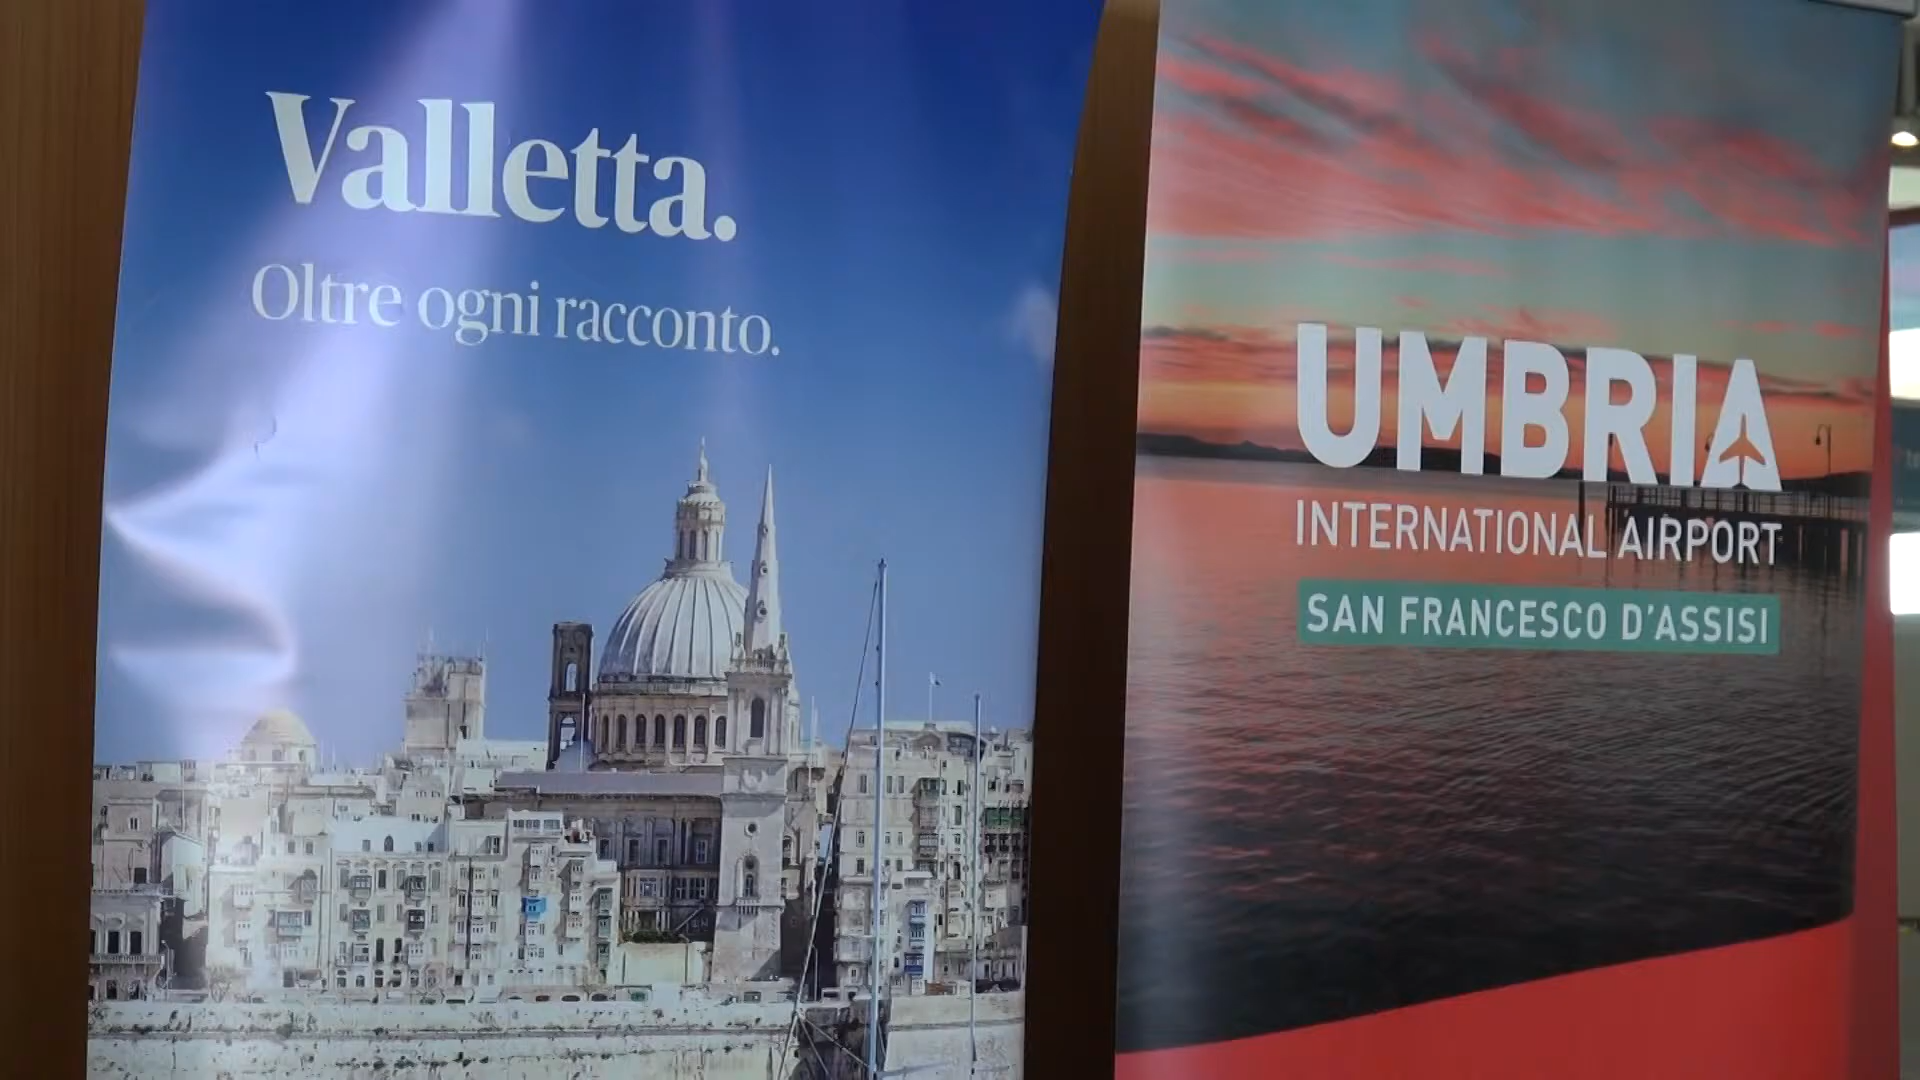 Valletta.
Oltre ogni racconto.
UMBRIA
INTERNATIONAL AIRPORT
SAN FRANCESCO D'ASSISI